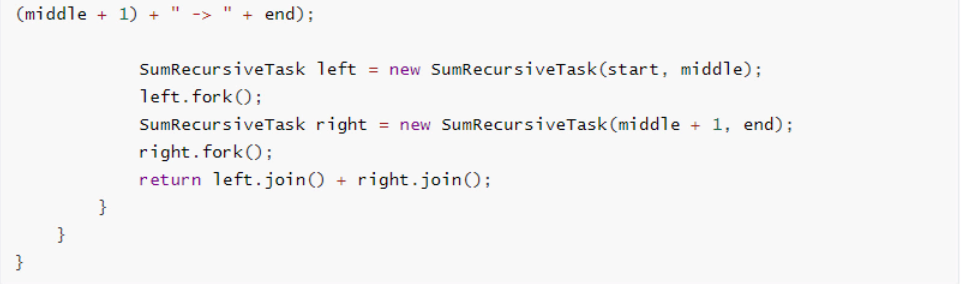 (middle + 1) + " -> " + end);
SumRecursiveTask left = new SumRecursiveTask(start, middle);
left.fork();
SumRecursiveTask right = new SumRecursiveTask(middle + 1, end);
right.fork();
return left.join() + right.join();
}
}
}